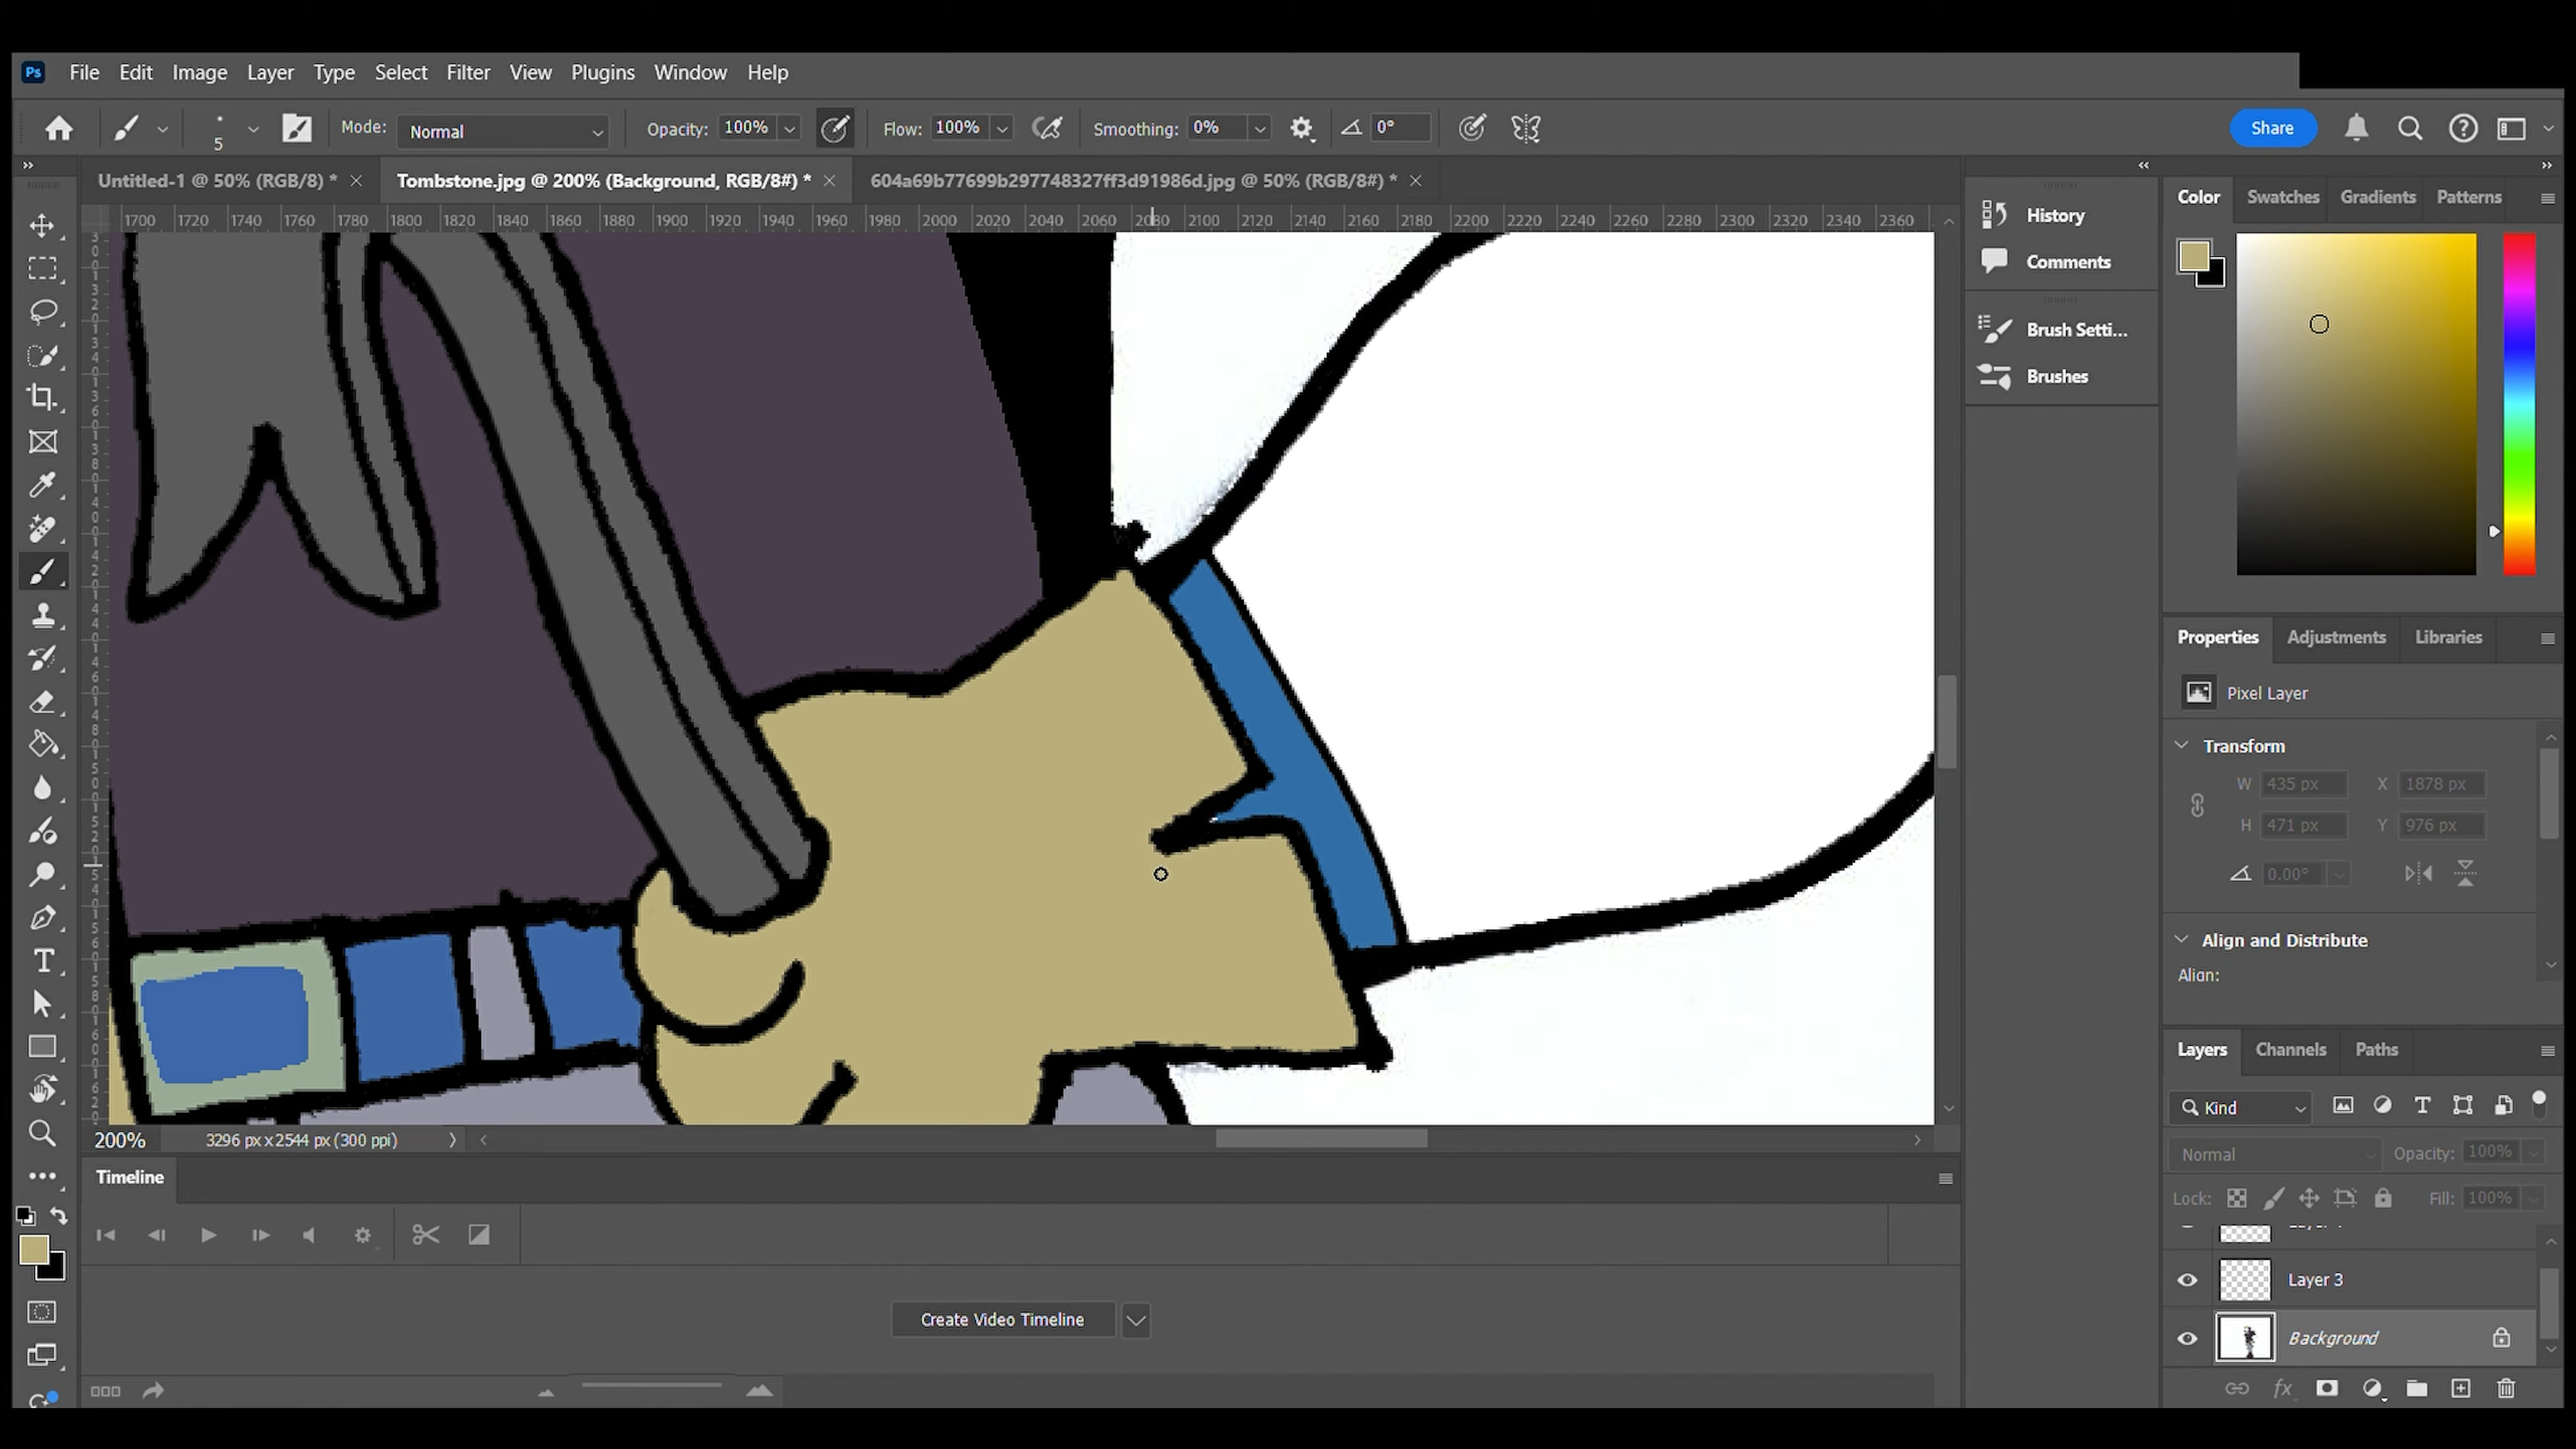 Ps File Edit Image Layer Type Select Filter View Plugins Window Help
5 Mode: Normal Opacity: 100% Flow: 100% Smoothing: 0% 0° Share
Untitled-1 @ 50% (RGB/8) * Tombstone.jpg @ 200% (Background, RGB/8#) * 604a69b77699b297748327ff3d91986d.jpg @ 50% (RGB/8#) *
1700 1720 1740 1760 1780 1800 1820 1840 1860 1880 1900 1920 1940 1960 1980 2000 2020 2040 2060 2080 2100 2120 2140 2160 2180 2200 2220 2240 2260 2280 2300 2320 2340 2360
History
Comments
Brush Setti...
Brushes
Color Swatches Gradients Patterns
Properties Adjustments Libraries
Pixel Layer
Transform
W 435 px X 1878 px
H 471 px Y 976 px
0.00°
Align and Distribute
Align:
Layers Channels Paths
Kind
Normal Opacity: 100%
Lock: Fill: 100%
Layer 3
Background
200% 3296 px x 2544 px (300 ppi)
Timeline
Create Video Timeline